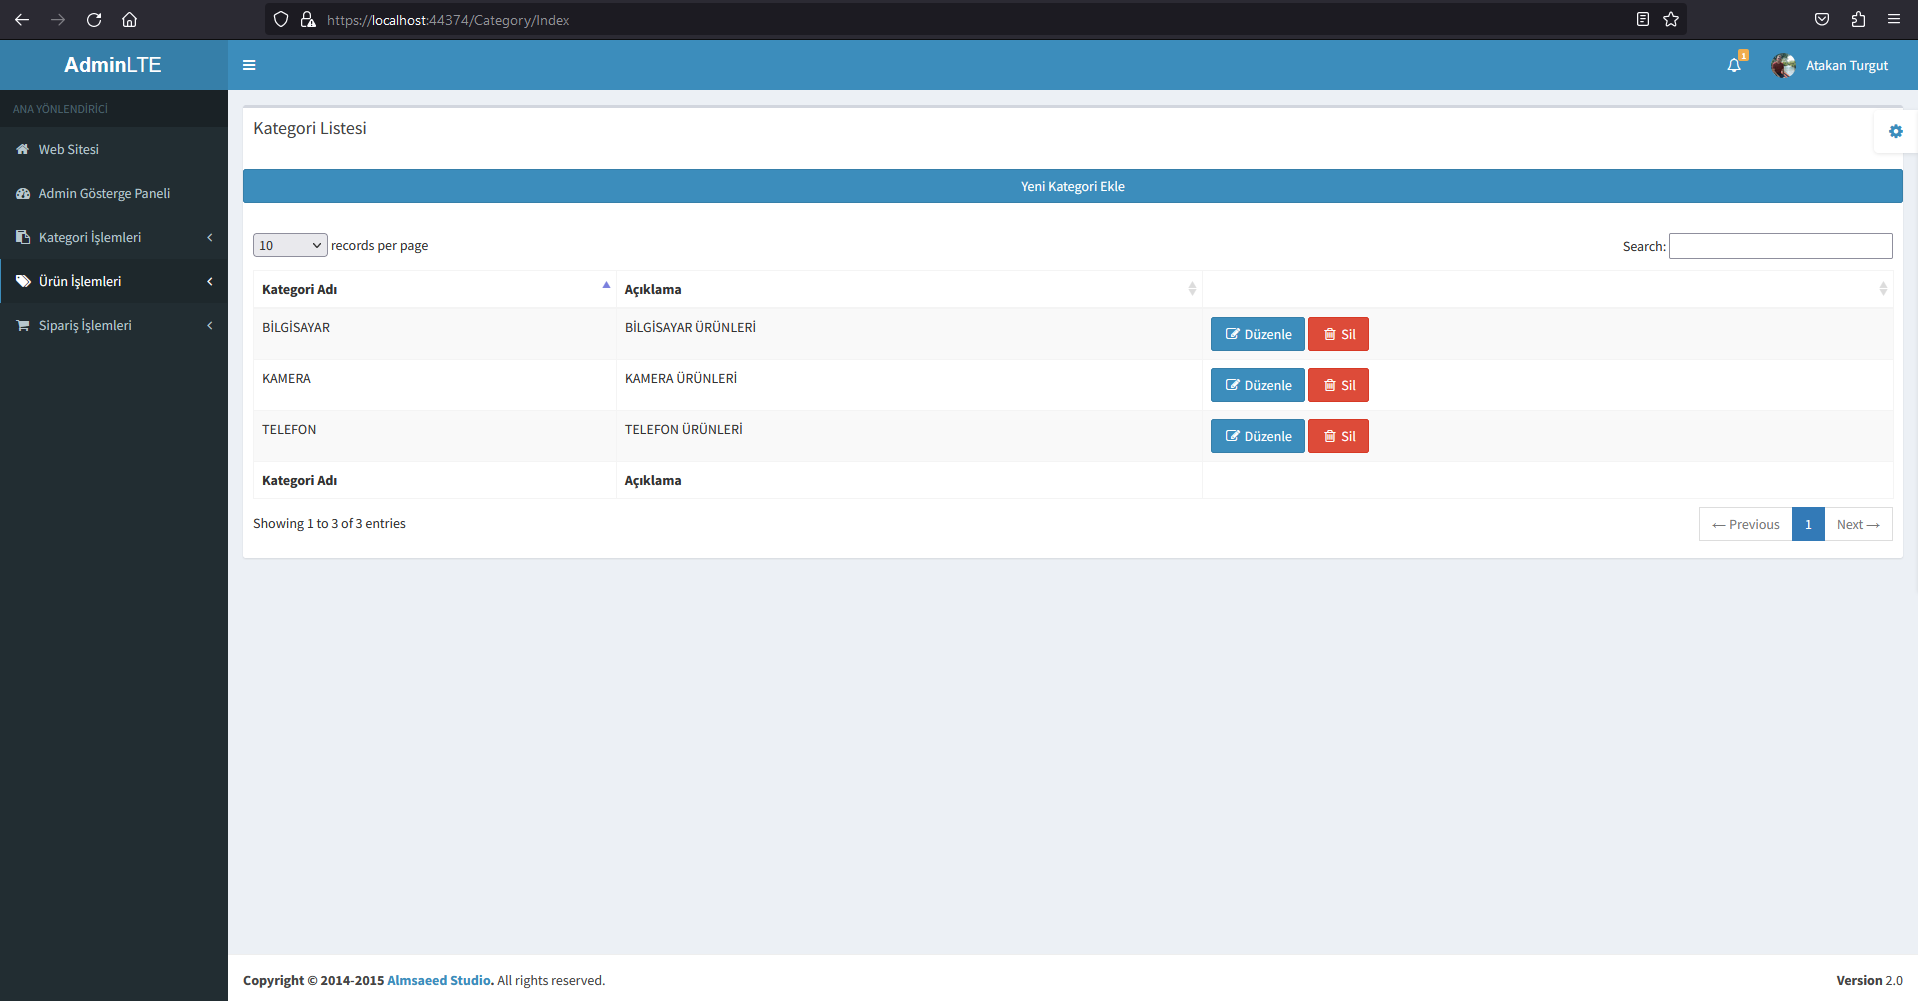 https://localhost:44374/Category/Index
AdminLTE
1
Atakan Turgut
ANA YÖNLENDİRİCİ
Web Sitesi
Admin Gösterge Paneli
Kategori İşlemleri
Ürün İşlemleri
Sipariş İşlemleri
Kategori Listesi
Yeni Kategori Ekle
10 records per page
Search:
Kategori Adı Açıklama
BİLGİSAYAR BİLGİSAYAR ÜRÜNLERİ Düzenle Sil
KAMERA KAMERA ÜRÜNLERİ Düzenle Sil
TELEFON TELEFON ÜRÜNLERİ Düzenle Sil
Kategori Adı Açıklama
Showing 1 to 3 of 3 entries
← Previous 1 Next →
Copyright © 2014-2015 Almsaeed Studio. All rights reserved.
Version 2.0